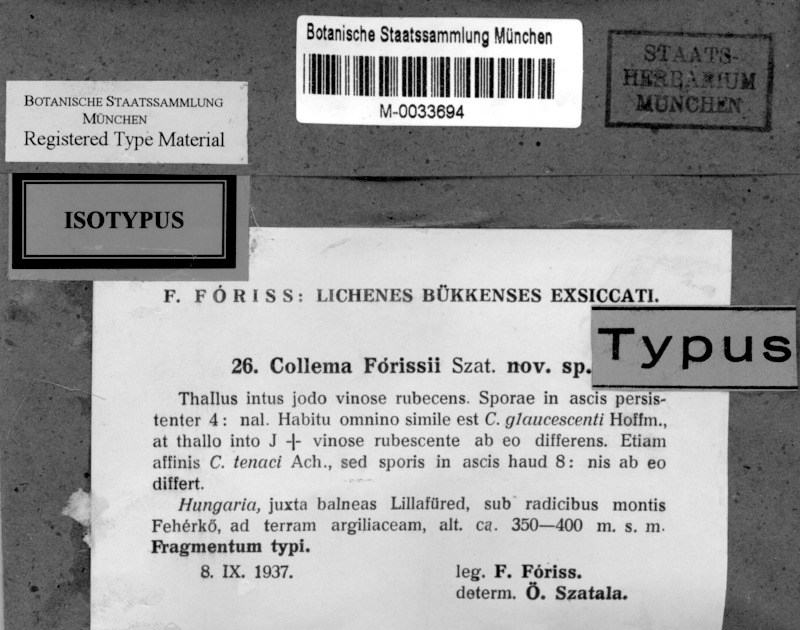 Botanische Staatssammlung München
M-0033694
STAATS-
HERBARIUM
MÜNCHEN
BOTANISCHE STAATSSAMMLUNG
MÜNCHEN
Registered Type Material
ISOTYPUS
F. FÓRISS: LICHENES BÜKKENSES EXSICCATI.
Typus
26. Collema Fórissii Szat. nov. sp.
Thallus intus jodo vinose rubecens. Sporae in ascis persis-
tenter 4: nal. Habitu omnino simile est C. glaucescenti Hoffm.,
at thallo into J + vinose rubescente ab eo differens. Etiam
affinis C. tenaci Ach., sed sporis in ascis haud 8: nis ab eo
differt.
Hungaria, juxta balneas Lillafüred, sub radicibus montis
Fehérkő, ad terram argiliaceam, alt. ca. 350—400 m. s. m.
Fragmentum typi.
8. IX. 1937.
leg. F. Fóriss.
determ. Ö. Szatala.